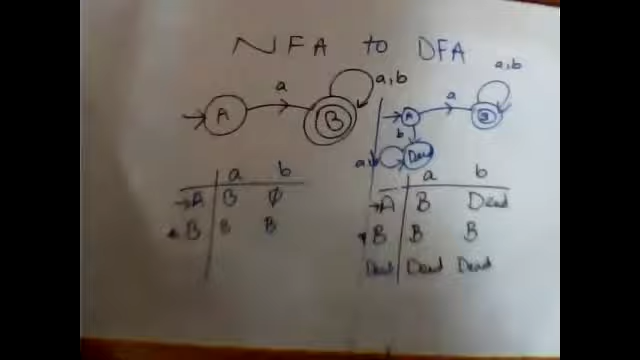 NFA to DFA
a
a,b
A
B
a b
→A B φ
B B B
a
a,b
A
B
b
a,b
Dead
a b
→A B Dead
B B B
Dead Dead Dead